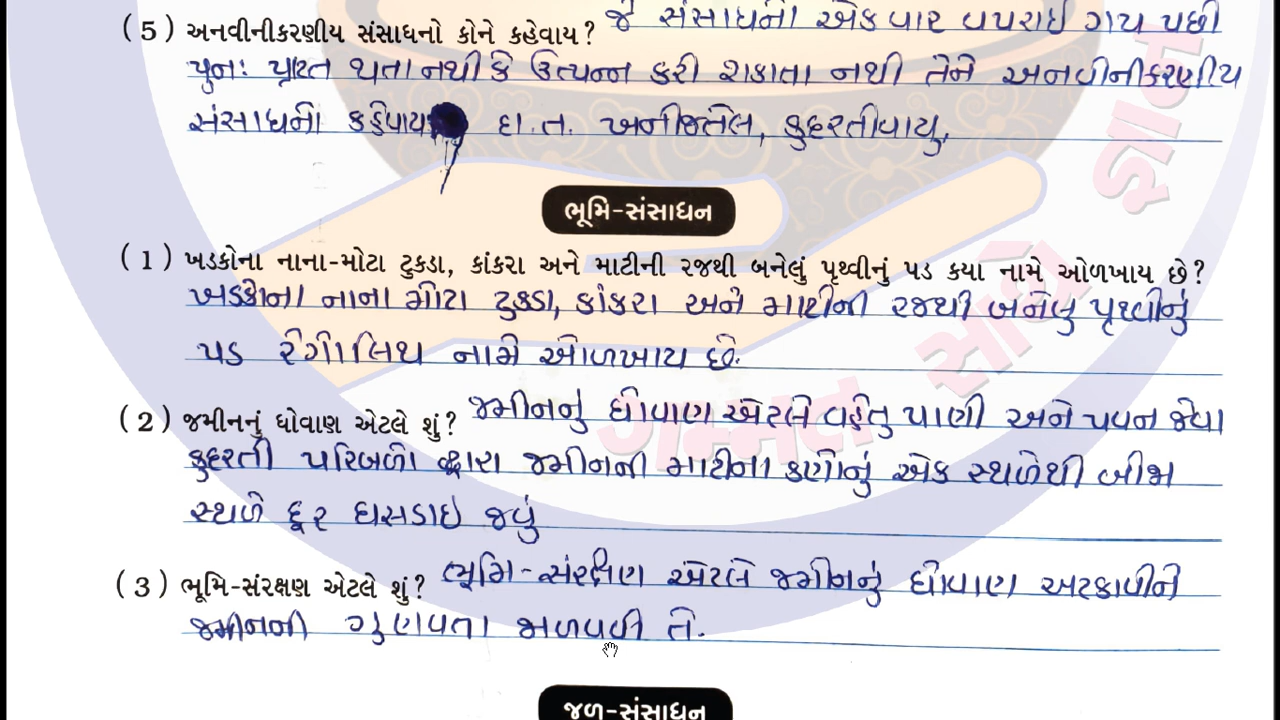 (5) અનવીનીકરણીય સંસાધનો કોને કહેવાય? જે સંસાધનો એક વાર વપરાઇ ગયા પછી
પુનઃ પ્રાપ્ત થતા નથી કે ઉત્પન્ન કરી શકાતા નથી તેને અનવીનીકરણીય
સંસાધનો કહેવાય દા.ત. ખનીજતેલ, કુદરતીવાયુ.
ભૂમિ-સંસાધન
(1) ખડકોના નાના-મોટા ટુકડા, કાંકરા અને માટીની રજથી બનેલું પૃથ્વીનું પડ કયા નામે ઓળખાય છે?
ખડકોના નાના મોટા ટુકડા, કાંકરા અને માટીની રજથી બનેલુ પૃથ્વીનું
પડ રેગોલિથ નામે ઓળખાય છે.
(2) જમીનનું ધોવાણ એટલે શું? જમીનનું ધોવાણ એટલે વહેતુ પાણી અને પવન જેવા
કુદરતી પરિબળો દ્વારા જમીનની માટીના કણોનું એક સ્થળેથી બીજા
સ્થળે દૂર ઘસડાઇ જવું
(3) ભૂમિ-સંરક્ષણ એટલે શું? ભૂમિ-સંરક્ષણ એટલે જમીનનું ધોવાણ અટકાવીને
જમીનની ગુણવતા જાળવવી તે.
જળ-સંસાધન
ગમ્મત સાથે જ્ઞાન